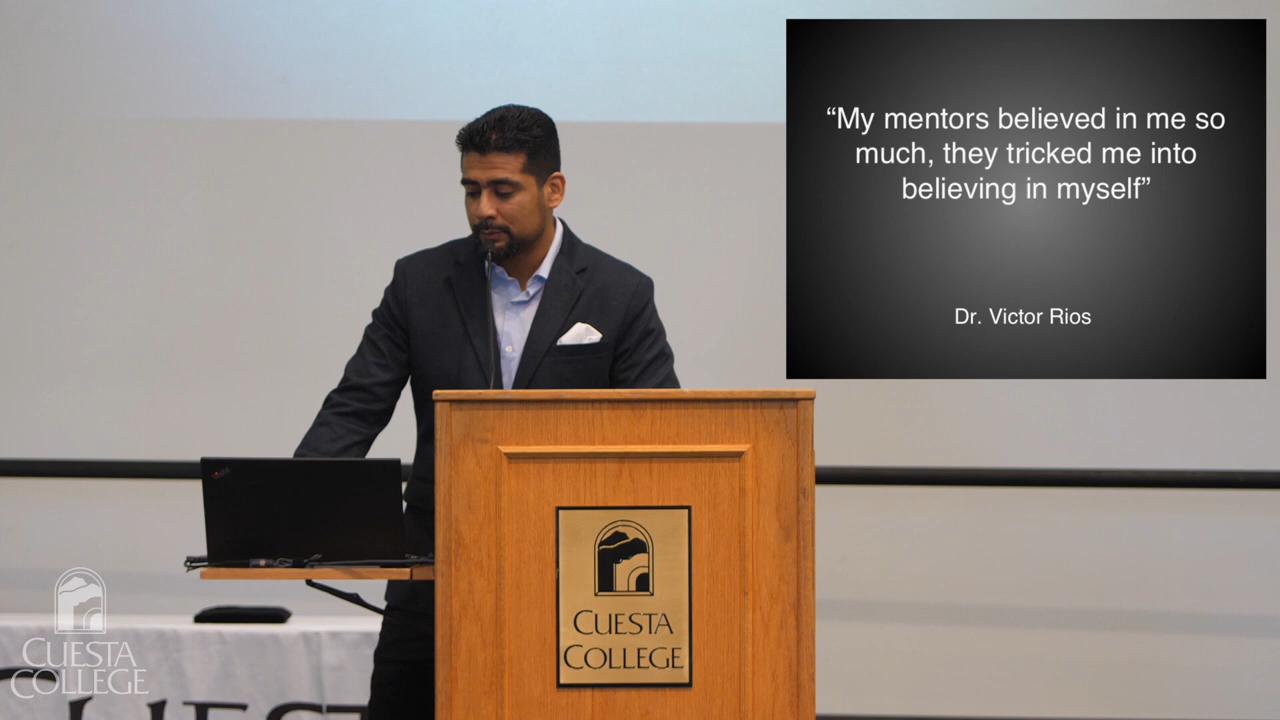 “My mentors believed in me so
much, they tricked me into
believing in myself”
Dr. Victor Rios
CUESTA
COLLEGE
CUESTA
COLLEGE
CUEST